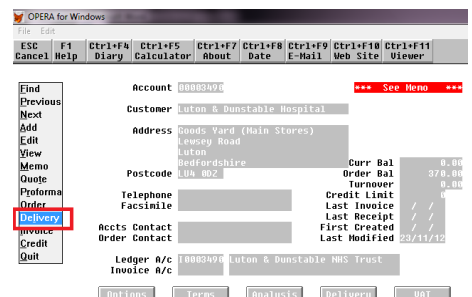 OPERA for Windows
File Edit
ESC F1 Ctrl+F4 Ctrl+F5 Ctrl+F7 Ctrl+F8 Ctrl+F9 Ctrl+F10 Ctrl+F11
Cancel Help Diary Calculator About Date E-Mail Web Site Viewer
Find
Previous
Next
Add
Edit
View
Memo
Quote
Proforma
Order
Delivery
Invoice
Credit
Quit
Account 00003490 *** See Memo ***
Customer Luton & Dunstable Hospital
Address Goods Yard (Main Stores)
Lewsey Road
Luton
Bedfordshire
Postcode LU4 0DZ
Telephone
Facsimile
Accts Contact
Order Contact
Ledger A/c I0003490 Luton & Dunstable NHS Trust
Invoice A/c
Curr Bal 0.00
Order Bal 370.00
Turnover 0.00
Credit Limit 0
Last Invoice / /
Last Receipt / /
First Created / /
Last Modified 23/11/12
Options Terms Analysis Delivery VAT